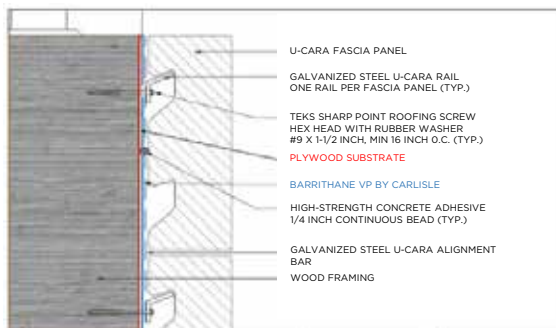 U-CARA FASCIA PANEL
GALVANIZED STEEL U-CARA RAIL
ONE RAIL PER FASCIA PANEL (TYP.)
TEKS SHARP POINT ROOFING SCREW
HEX HEAD WITH RUBBER WASHER
#9 X 1-1/2 INCH, MIN 16 INCH O.C. (TYP.)
PLYWOOD SUBSTRATE
BARRITHANE VP BY CARLISLE
HIGH-STRENGTH CONCRETE ADHESIVE
1/4 INCH CONTINUOUS BEAD (TYP.)
GALVANIZED STEEL U-CARA ALIGNMENT
BAR
WOOD FRAMING